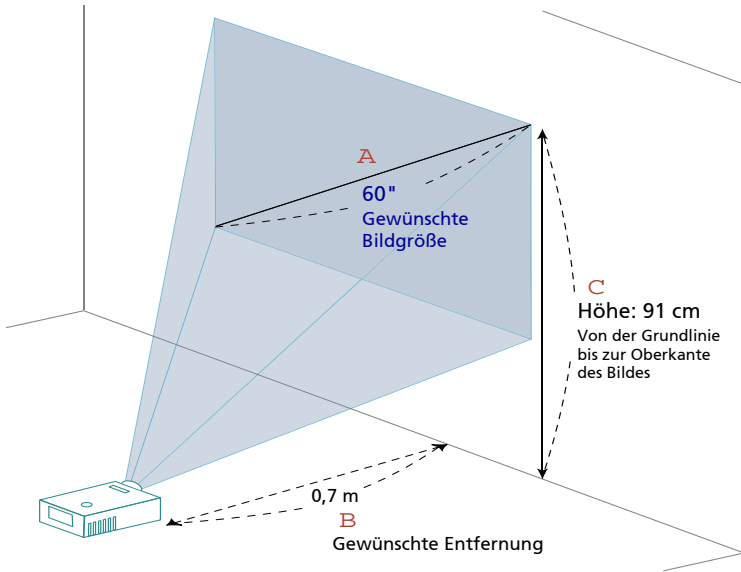 A
60"
Gewünschte
Bildgröße
C
Höhe: 91 cm
Von der Grundlinie
bis zur Oberkante
des Bildes
0,7 m
B
Gewünschte Entfernung